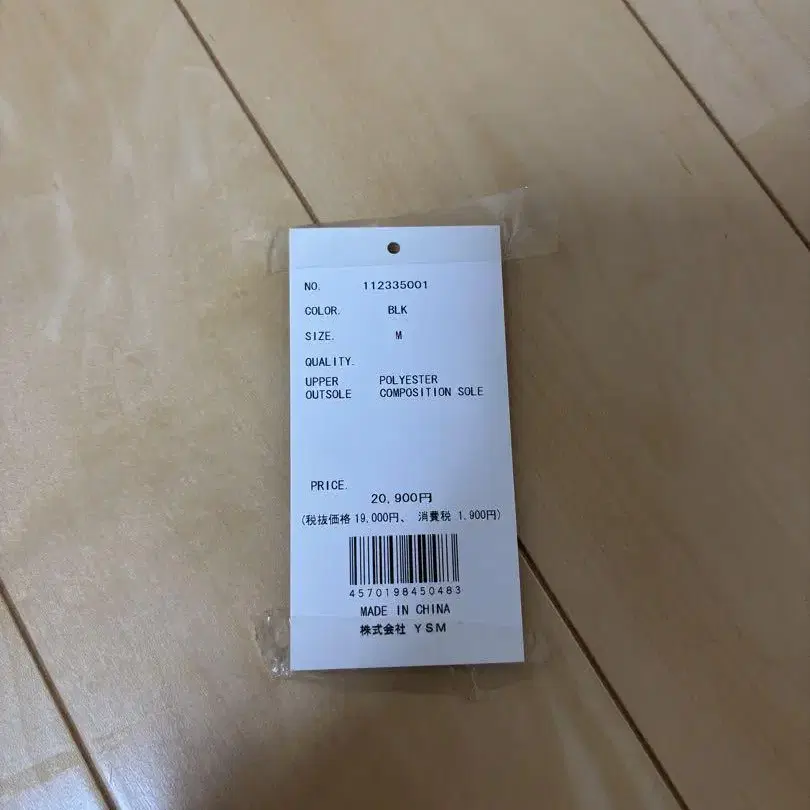 NO. 112335001
COLOR. BLK
SIZE. M
QUALITY.
UPPER POLYESTER
OUTSOLE COMPOSITION SOLE
PRICE.
20,900円
(税抜価格 19,000円、 消費税 1,900円)
4570198450483
MADE IN CHINA
株式会社 YSM